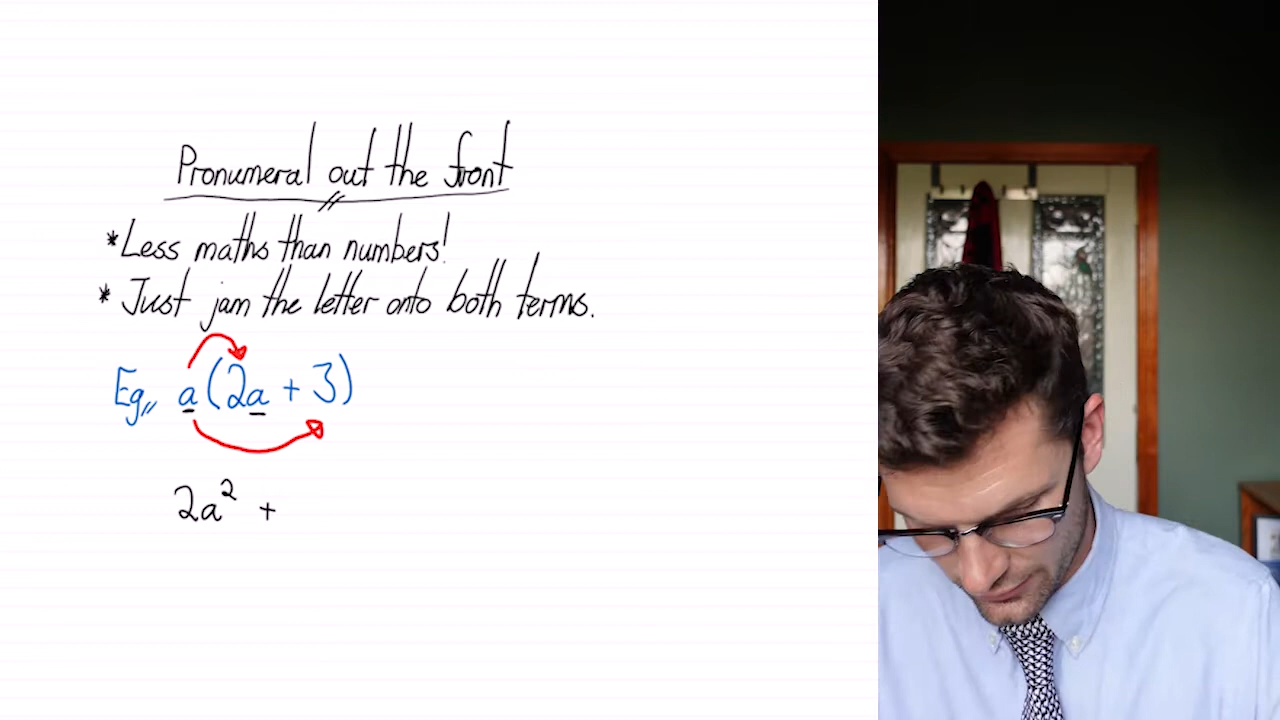 Pronumeral out the front
*Less maths than numbers!
* Just jam the letter onto both terms.
Eg,, a(2a + 3)
2a² +